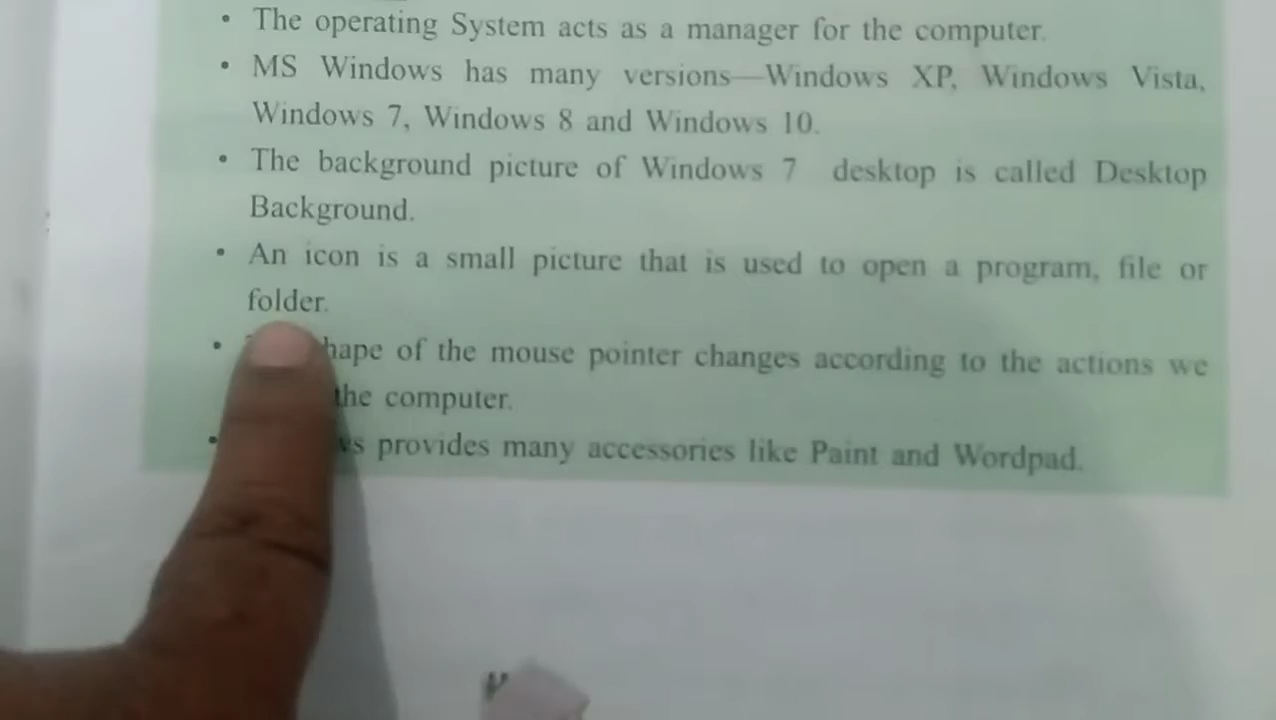 • The operating System acts as a manager for the computer.
• MS Windows has many versions—Windows XP, Windows Vista,
Windows 7, Windows 8 and Windows 10.
• The background picture of Windows 7 desktop is called Desktop
Background.
• An icon is a small picture that is used to open a program, file or
folder.
• hape of the mouse pointer changes according to the actions we
the computer.
• ws provides many accessories like Paint and Wordpad.